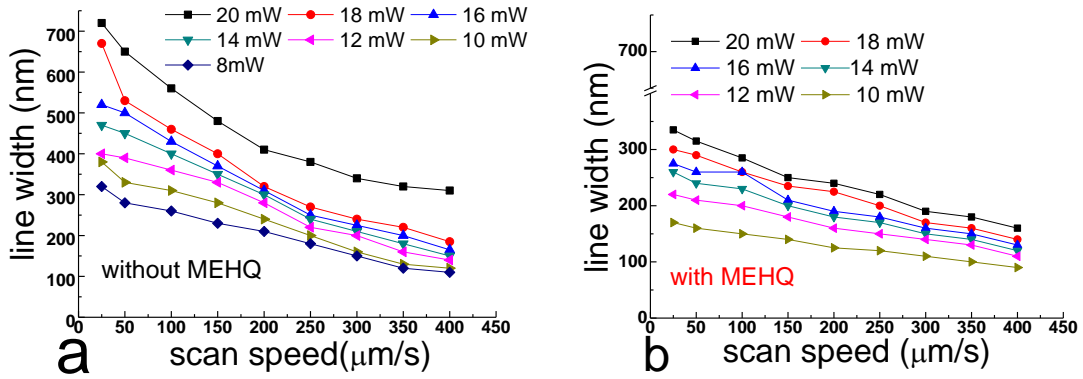 20 mW 18 mW 16 mW
14 mW 12 mW 10 mW
8mW
line width (nm)
700
600
500
400
300
200
100
0
without MEHQ
0 50 100 150 200 250 300 350 400 450
scan speed(μm/s)
a
20 mW 18 mW
16 mW 14 mW
12 mW 10 mW
line width (nm)
700
300
250
200
150
100
0
with MEHQ
0 50 100 150 200 250 300 350 400 450
scan speed (μm/s)
b